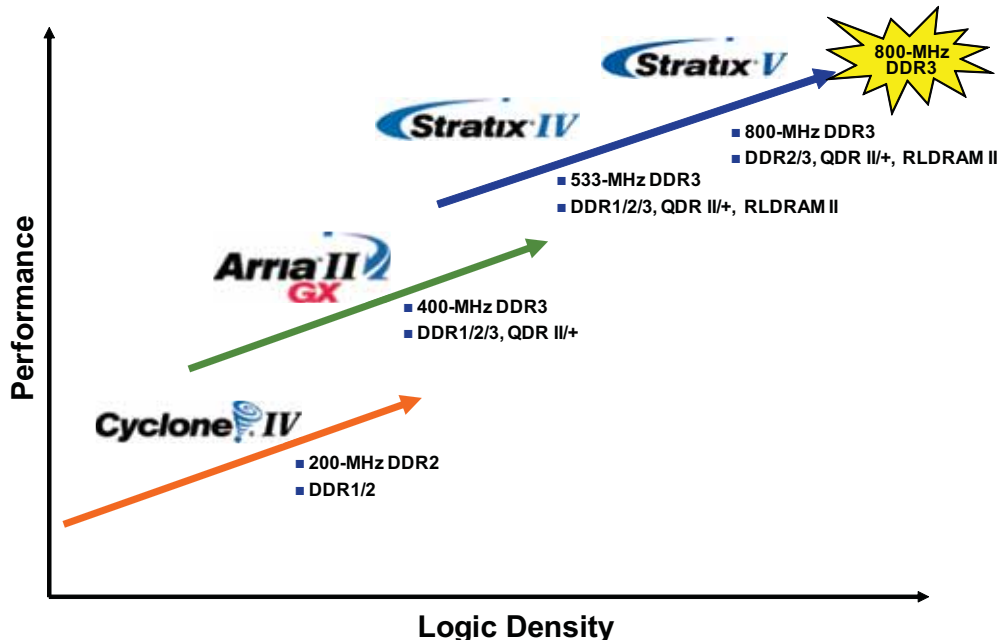 800-MHz
DDR3
Stratix V
Stratix IV
■ 800-MHz DDR3
■ DDR2/3, QDR II/+, RLDRAM II
■ 533-MHz DDR3
■ DDR1/2/3, QDR II/+, RLDRAM II
Arria II
GX
■ 400-MHz DDR3
■ DDR1/2/3, QDR II/+
Cyclone IV
■ 200-MHz DDR2
■ DDR1/2
Performance
Logic Density